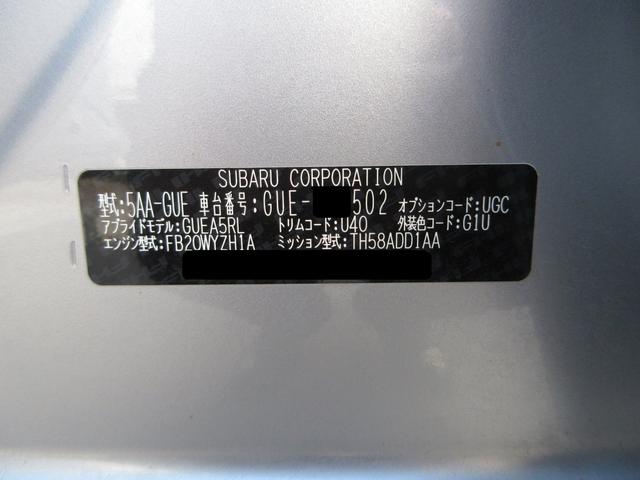 SUBARU CORPORATION
型式:5AA-GUE 車台番号:GUE- 502 オプションコード:UGC
アプライドモデル:GUEA5RL トリムコード:U40 外装色コード:G1U
エンジン型式:FB20WYZH1A ミッション型式:TH58ADD1AA